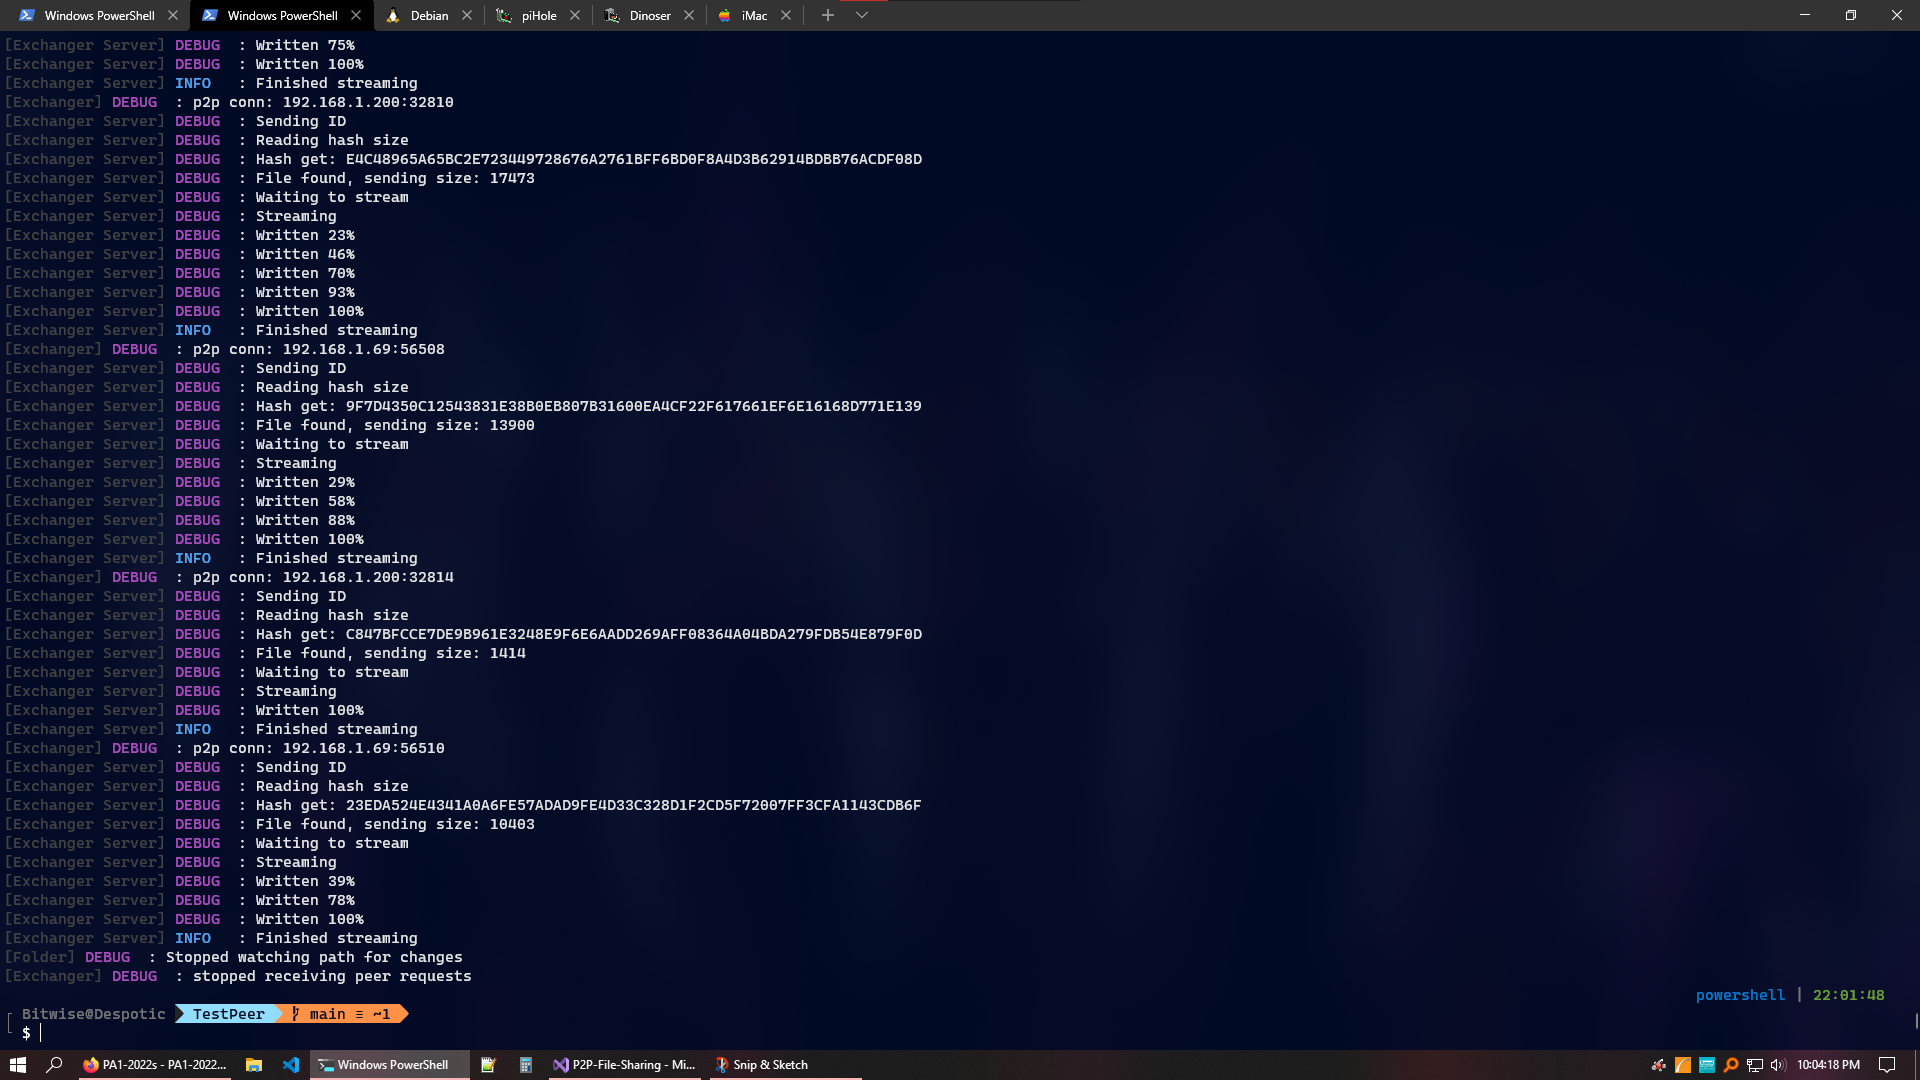 Windows PowerShell Windows PowerShell Debian piHole Dinoser iMac
[Exchanger Server] DEBUG : Written 75%
[Exchanger Server] DEBUG : Written 100%
[Exchanger Server] INFO : Finished streaming
[Exchanger] DEBUG : p2p conn: 192.168.1.200:32810
[Exchanger Server] DEBUG : Sending ID
[Exchanger Server] DEBUG : Reading hash size
[Exchanger Server] DEBUG : Hash get: E4C48965A65BC2E723449728676A2761BFF6BD0F8A4D3B62914BDBB76ACDF08D
[Exchanger Server] DEBUG : File found, sending size: 17473
[Exchanger Server] DEBUG : Waiting to stream
[Exchanger Server] DEBUG : Streaming
[Exchanger Server] DEBUG : Written 23%
[Exchanger Server] DEBUG : Written 46%
[Exchanger Server] DEBUG : Written 70%
[Exchanger Server] DEBUG : Written 93%
[Exchanger Server] DEBUG : Written 100%
[Exchanger Server] INFO : Finished streaming
[Exchanger] DEBUG : p2p conn: 192.168.1.69:56508
[Exchanger Server] DEBUG : Sending ID
[Exchanger Server] DEBUG : Reading hash size
[Exchanger Server] DEBUG : Hash get: 9F7D4350C12543831E38B0EB807B31600EA4CF22F617661EF6E16168D771E139
[Exchanger Server] DEBUG : File found, sending size: 13900
[Exchanger Server] DEBUG : Waiting to stream
[Exchanger Server] DEBUG : Streaming
[Exchanger Server] DEBUG : Written 29%
[Exchanger Server] DEBUG : Written 58%
[Exchanger Server] DEBUG : Written 88%
[Exchanger Server] DEBUG : Written 100%
[Exchanger Server] INFO : Finished streaming
[Exchanger] DEBUG : p2p conn: 192.168.1.200:32814
[Exchanger Server] DEBUG : Sending ID
[Exchanger Server] DEBUG : Reading hash size
[Exchanger Server] DEBUG : Hash get: C847BFCCE7DE9B961E3248E9F6E6AADD269AFF08364A04BDA279FDB54E879F0D
[Exchanger Server] DEBUG : File found, sending size: 1414
[Exchanger Server] DEBUG : Waiting to stream
[Exchanger Server] DEBUG : Streaming
[Exchanger Server] DEBUG : Written 100%
[Exchanger Server] INFO : Finished streaming
[Exchanger] DEBUG : p2p conn: 192.168.1.69:56510
[Exchanger Server] DEBUG : Sending ID
[Exchanger Server] DEBUG : Reading hash size
[Exchanger Server] DEBUG : Hash get: 23EDA524E4341A0A6FE57ADAD9FE4D33C328D1F2CD5F72007FF3CFA1143CDB6F
[Exchanger Server] DEBUG : File found, sending size: 10403
[Exchanger Server] DEBUG : Waiting to stream
[Exchanger Server] DEBUG : Streaming
[Exchanger Server] DEBUG : Written 39%
[Exchanger Server] DEBUG : Written 78%
[Exchanger Server] DEBUG : Written 100%
[Exchanger Server] INFO : Finished streaming
[Folder] DEBUG : Stopped watching path for changes
[Exchanger] DEBUG : stopped receiving peer requests
powershell | 22:01:48
Bitwise@Despotic TestPeer main ≡ ~1
$
PA1-2022s - PA1-2022... Windows PowerShell P2P-File-Sharing - Mi... Snip & Sketch 10:04:18 PM